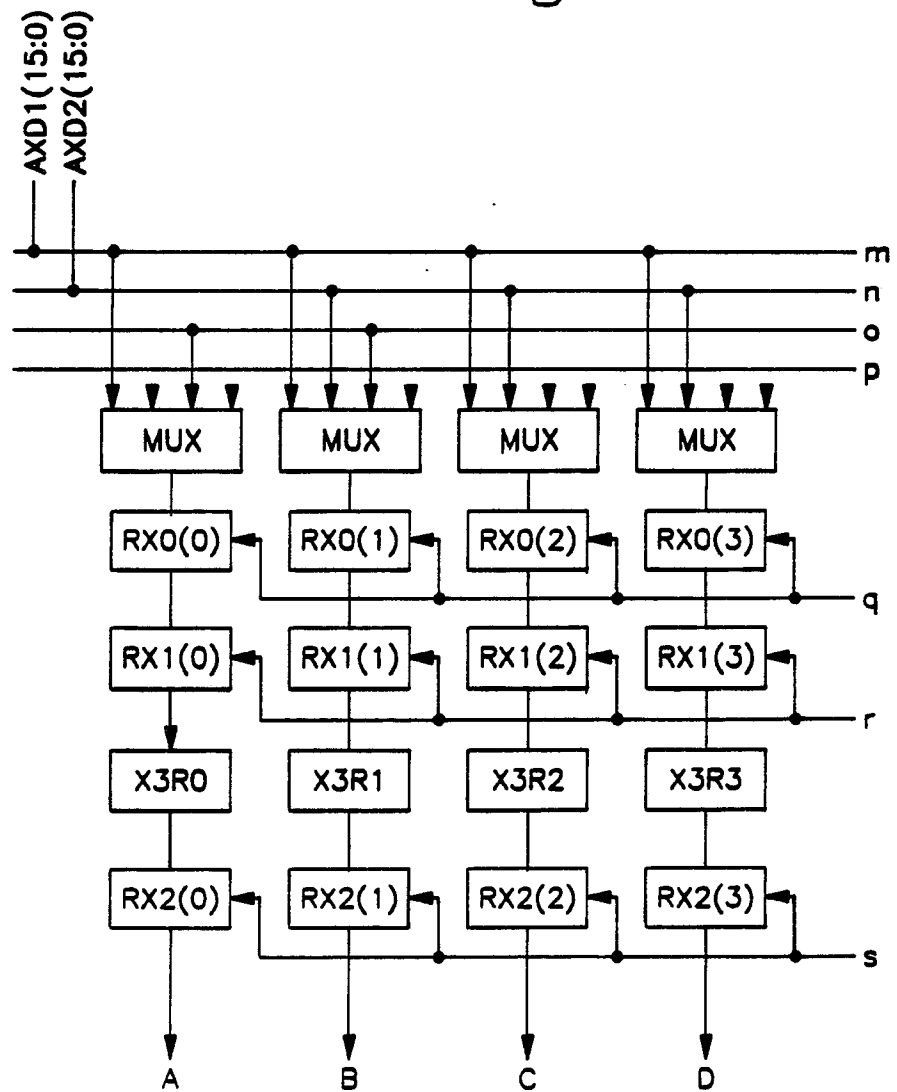 AXD1(15:0)
AXD2(15:0)
m
n
o
p
MUX MUX MUX MUX
RX0(0) RX0(1) RX0(2) RX0(3)
q
RX1(0) RX1(1) RX1(2) RX1(3)
r
X3R0 X3R1 X3R2 X3R3
RX2(0) RX2(1) RX2(2) RX2(3)
s
A B C D